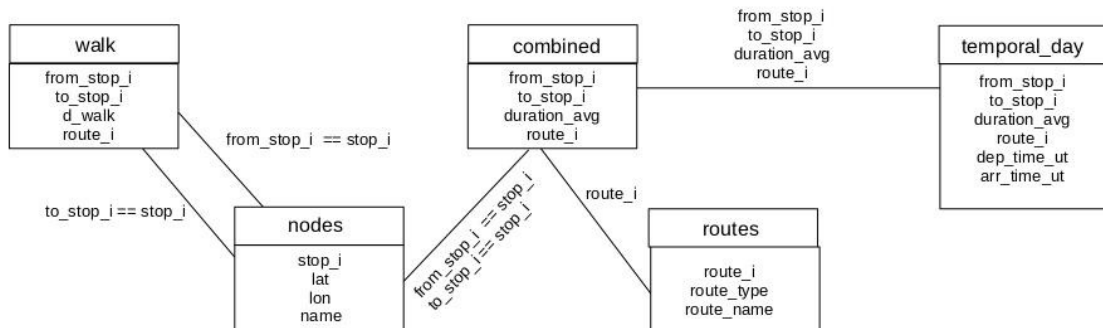 walk
from_stop_i
to_stop_i
d_walk
route_i
from_stop_i == stop_i
to_stop_i == stop_i
nodes
stop_i
lat
lon
name
combined
from_stop_i
to_stop_i
duration_avg
route_i
from_stop_i == stop_i
to_stop_i == stop_i
route_i
routes
route_i
route_type
route_name
from_stop_i
to_stop_i
duration_avg
route_i
temporal_day
from_stop_i
to_stop_i
duration_avg
route_i
dep_time_ut
arr_time_ut